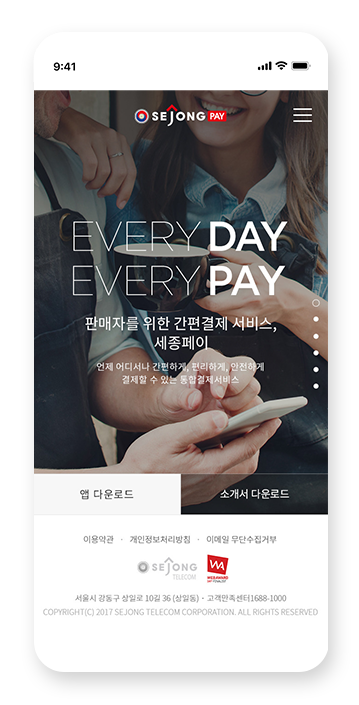 9:41
SEJONG PAY
EVERY DAY
EVERY PAY
판매자를 위한 간편결제 서비스,
세종페이
언제 어디서나 간편하게, 편리하게, 안전하게
결제할 수 있는 통합결제서비스
앱 다운로드
소개서 다운로드
이용약관 · 개인정보처리방침 · 이메일 무단수집거부
SEJONG
TELECOM
WA
WEBAWARD
서울시 강동구 상일로 10길 36 (상일동) · 고객만족센터1688-1000
COPYRIGHT(C) 2017 SEJONG TELECOM CORPORATION. ALL RIGHTS RESERVED